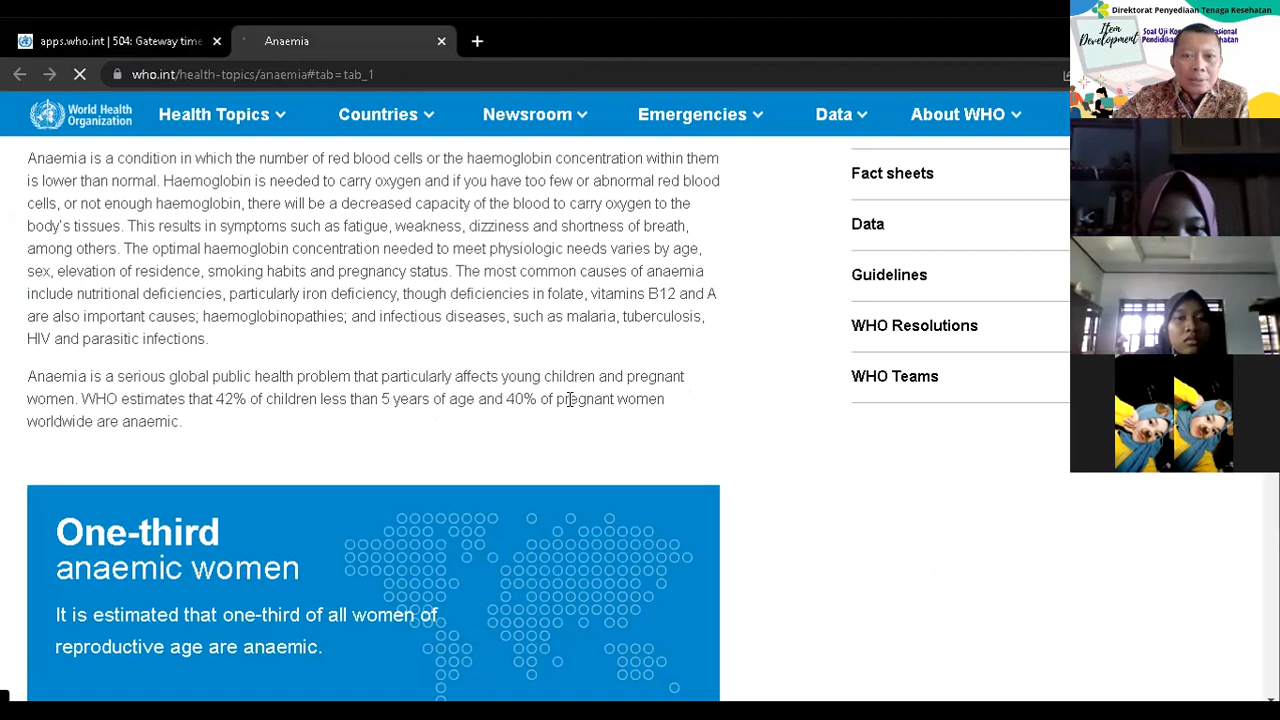 apps.who.int | 504: Gateway time
Anaemia
who.int/health-topics/anaemia#tab=tab_1
World Health
Organization
Health Topics
Countries
Newsroom
Emergencies
Data
About WHO
Anaemia is a condition in which the number of red blood cells or the haemoglobin concentration within them
is lower than normal. Haemoglobin is needed to carry oxygen and if you have too few or abnormal red blood
cells, or not enough haemoglobin, there will be a decreased capacity of the blood to carry oxygen to the
body's tissues. This results in symptoms such as fatigue, weakness, dizziness and shortness of breath,
among others. The optimal haemoglobin concentration needed to meet physiologic needs varies by age,
sex, elevation of residence, smoking habits and pregnancy status. The most common causes of anaemia
include nutritional deficiencies, particularly iron deficiency, though deficiencies in folate, vitamins B12 and A
are also important causes; haemoglobinopathies; and infectious diseases, such as malaria, tuberculosis,
HIV and parasitic infections.
Anaemia is a serious global public health problem that particularly affects young children and pregnant
women. WHO estimates that 42% of children less than 5 years of age and 40% of pregnant women
worldwide are anaemic.
One-third
anaemic women
It is estimated that one-third of all women of
reproductive age are anaemic.
Fact sheets
Data
Guidelines
WHO Resolutions
WHO Teams
Direktorat Penyediaan Tenaga Kesehatan
Item
Development
Soal Uji